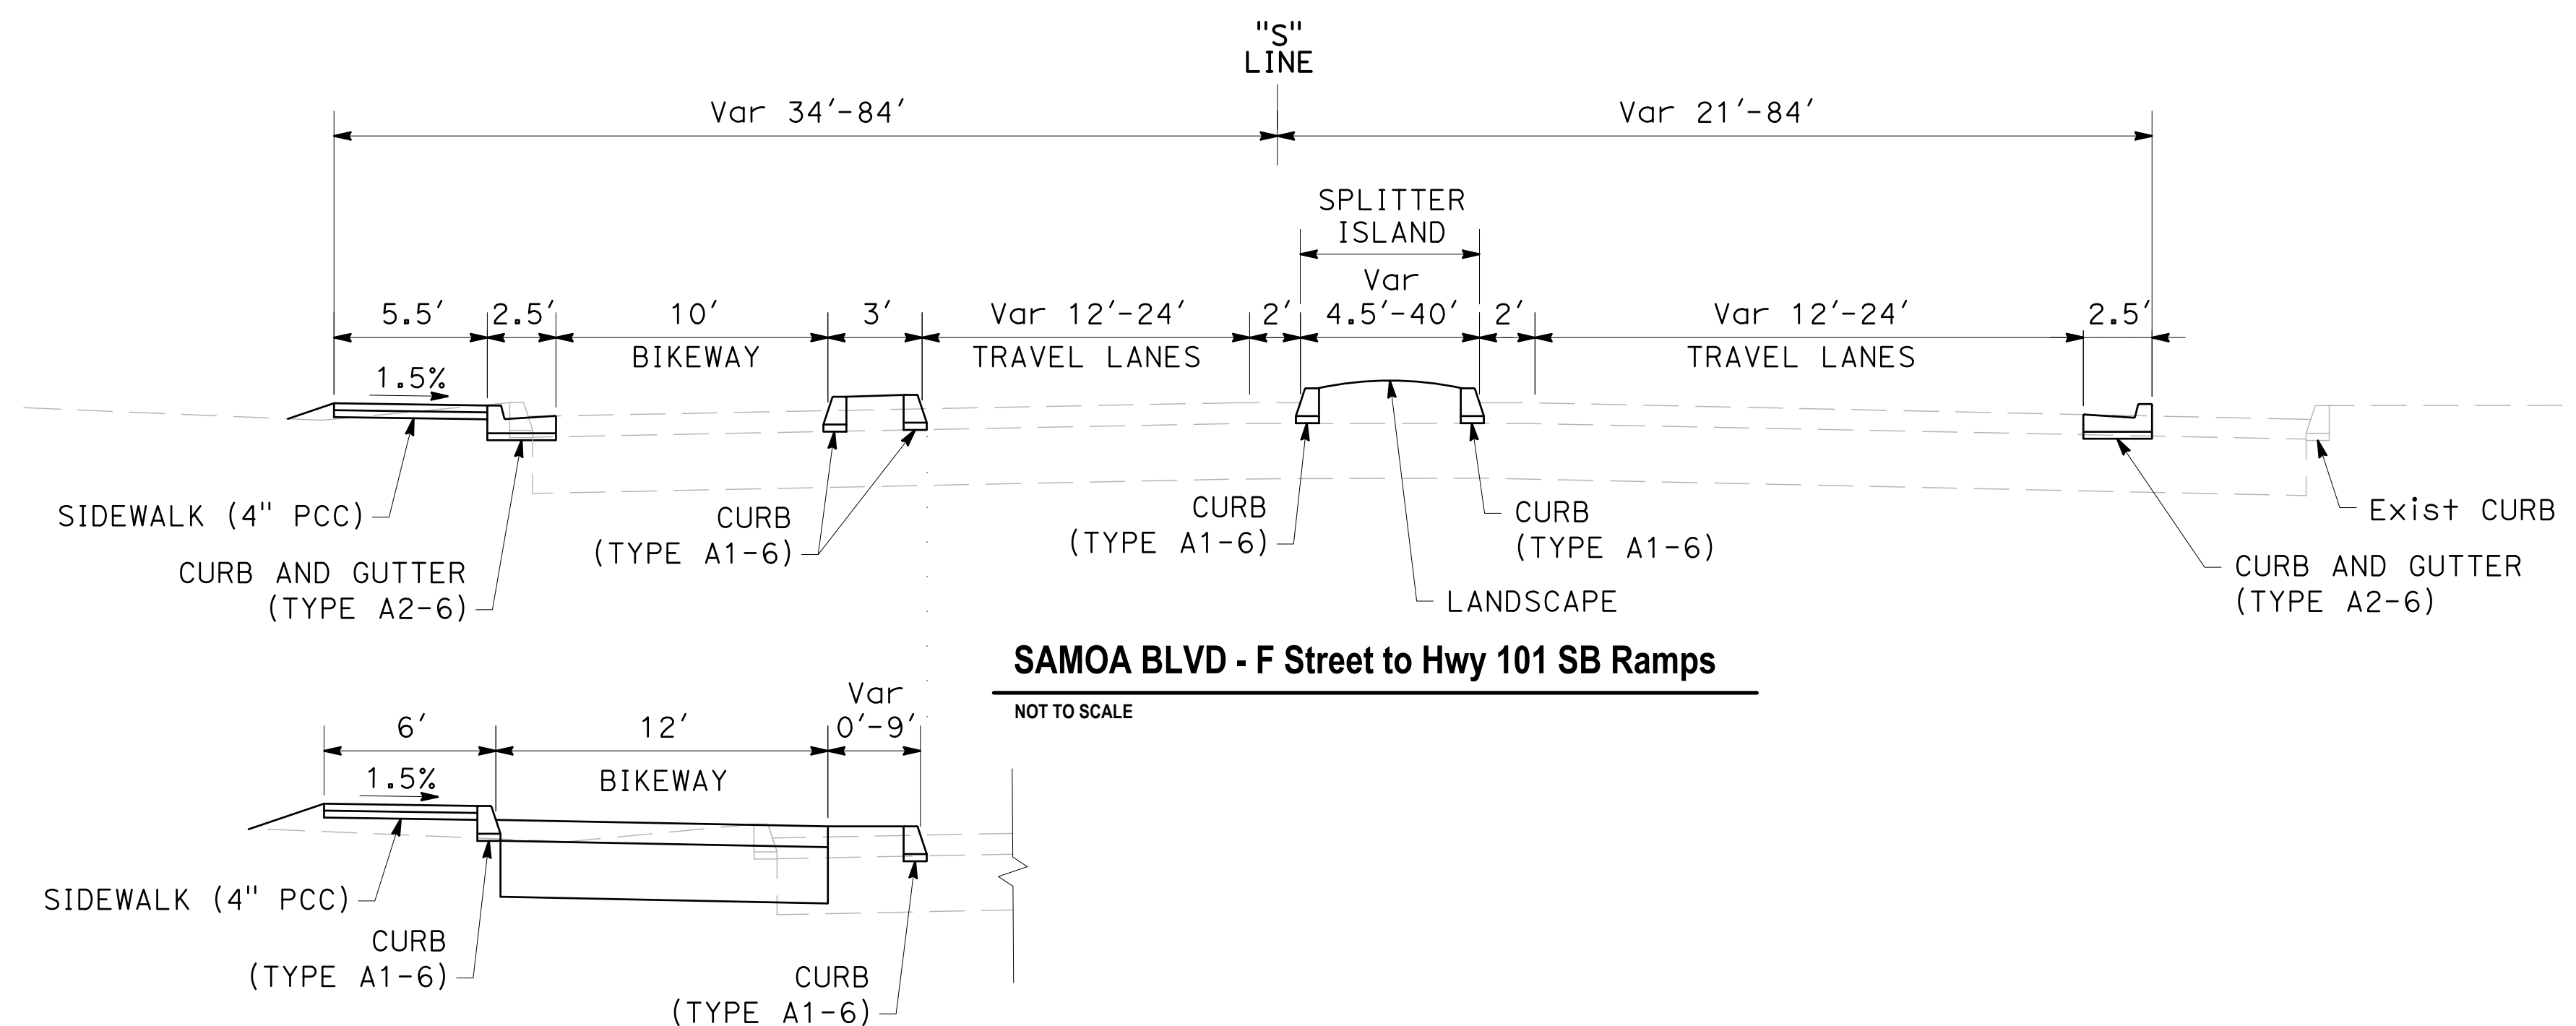 "S"
LINE
Var 34'-84'
Var 21'-84'
SPLITTER
ISLAND
Var
5.5'
2.5'
10'
3'
Var 12'-24'
2'
4.5'-40'
2'
Var 12'-24'
2.5'
BIKEWAY
TRAVEL LANES
TRAVEL LANES
1.5%
SIDEWALK (4" PCC)
CURB AND GUTTER
(TYPE A2-6)
CURB
(TYPE A1-6)
CURB
(TYPE A1-6)
CURB
(TYPE A1-6)
LANDSCAPE
Exist CURB
CURB AND GUTTER
(TYPE A2-6)
SAMOA BLVD - F Street to Hwy 101 SB Ramps
NOT TO SCALE
6'
12'
Var
0'-9'
1.5%
BIKEWAY
SIDEWALK (4" PCC)
CURB
(TYPE A1-6)
CURB
(TYPE A1-6)